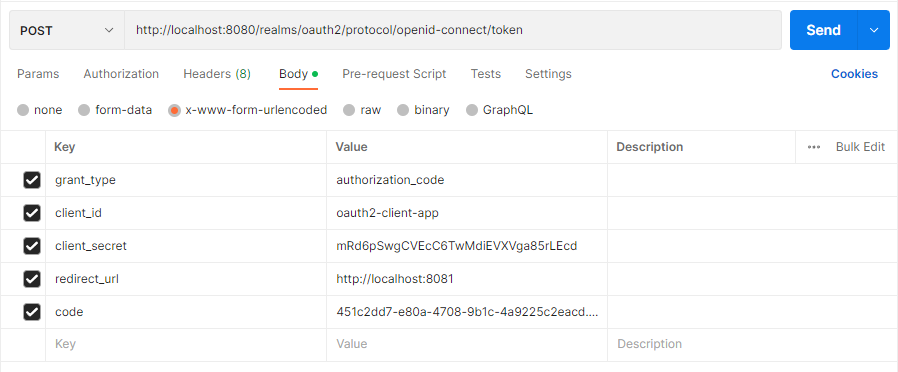 POST http://localhost:8080/realms/oauth2/protocol/openid-connect/token Send
Params Authorization Headers (8) Body Pre-request Script Tests Settings Cookies
none form-data x-www-form-urlencoded raw binary GraphQL
Key Value Description ••• Bulk Edit
grant_type authorization_code
client_id oauth2-client-app
client_secret mRd6pSwgCVEcC6TwMdiEVXVga85rLEcd
redirect_url http://localhost:8081
code 451c2dd7-e80a-4708-9b1c-4a9225c2eacd....
Key Value Description